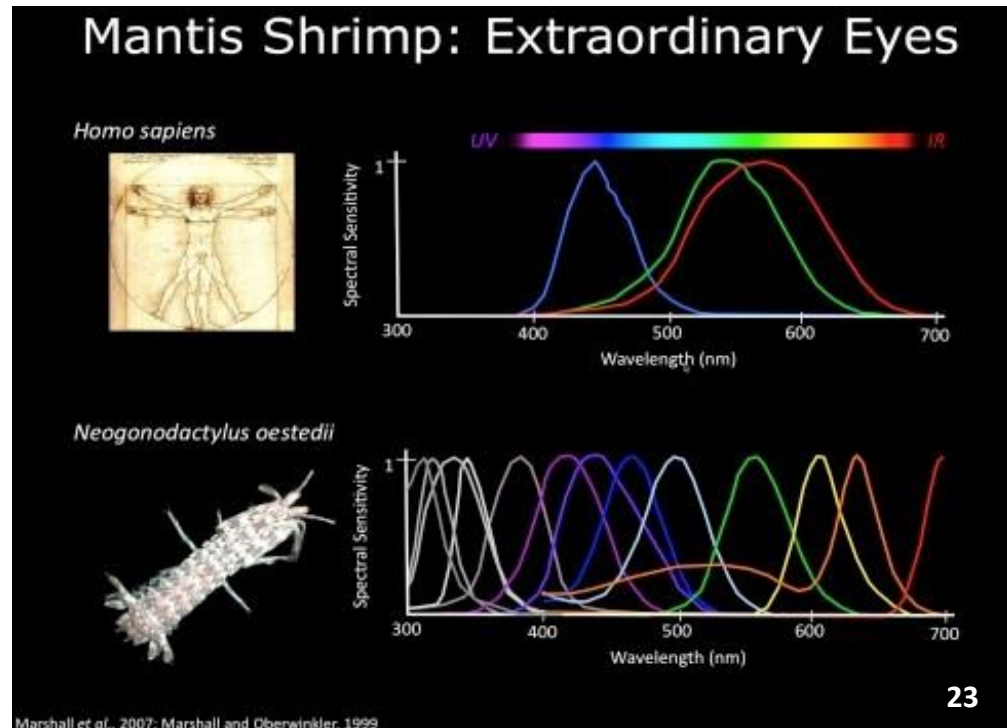 Mantis Shrimp: Extraordinary Eyes
Homo sapiens
UV
IR
1
Spectral Sensitivity
300 400 500 600 700
Wavelength (nm)
Neogonodactylus oestedii
1
Spectral Sensitivity
300 400 500 600 700
Wavelength (nm)
23
Marshall et al., 2007; Marshall and Oberwinkler, 1999